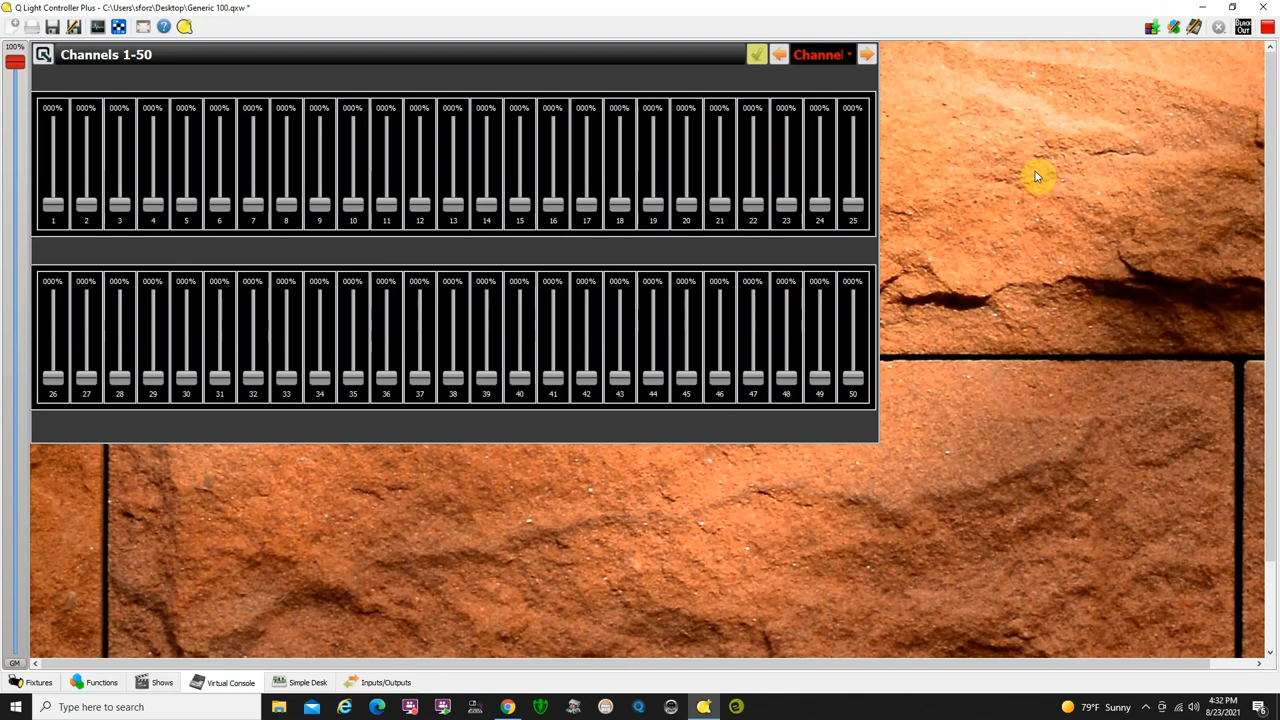 Q Light Controller Plus - C:\Users\sforz\Desktop\Generic 100.qxw *
100%
Channels 1-50
Channel
000% 000% 000% 000% 000% 000% 000% 000% 000% 000% 000% 000% 000% 000% 000% 000% 000% 000% 000% 000% 000% 000% 000% 000% 000%
1 2 3 4 5 6 7 8 9 10 11 12 13 14 15 16 17 18 19 20 21 22 23 24 25
000% 000% 000% 000% 000% 000% 000% 000% 000% 000% 000% 000% 000% 000% 000% 000% 000% 000% 000% 000% 000% 000% 000% 000% 000%
26 27 28 29 30 31 32 33 34 35 36 37 38 39 40 41 42 43 44 45 46 47 48 49 50
BLACK
OUT
GM
Fixtures Functions Shows Virtual Console Simple Desk Inputs/Outputs
Type here to search
79°F Sunny
4:32 PM
8/23/2021
6